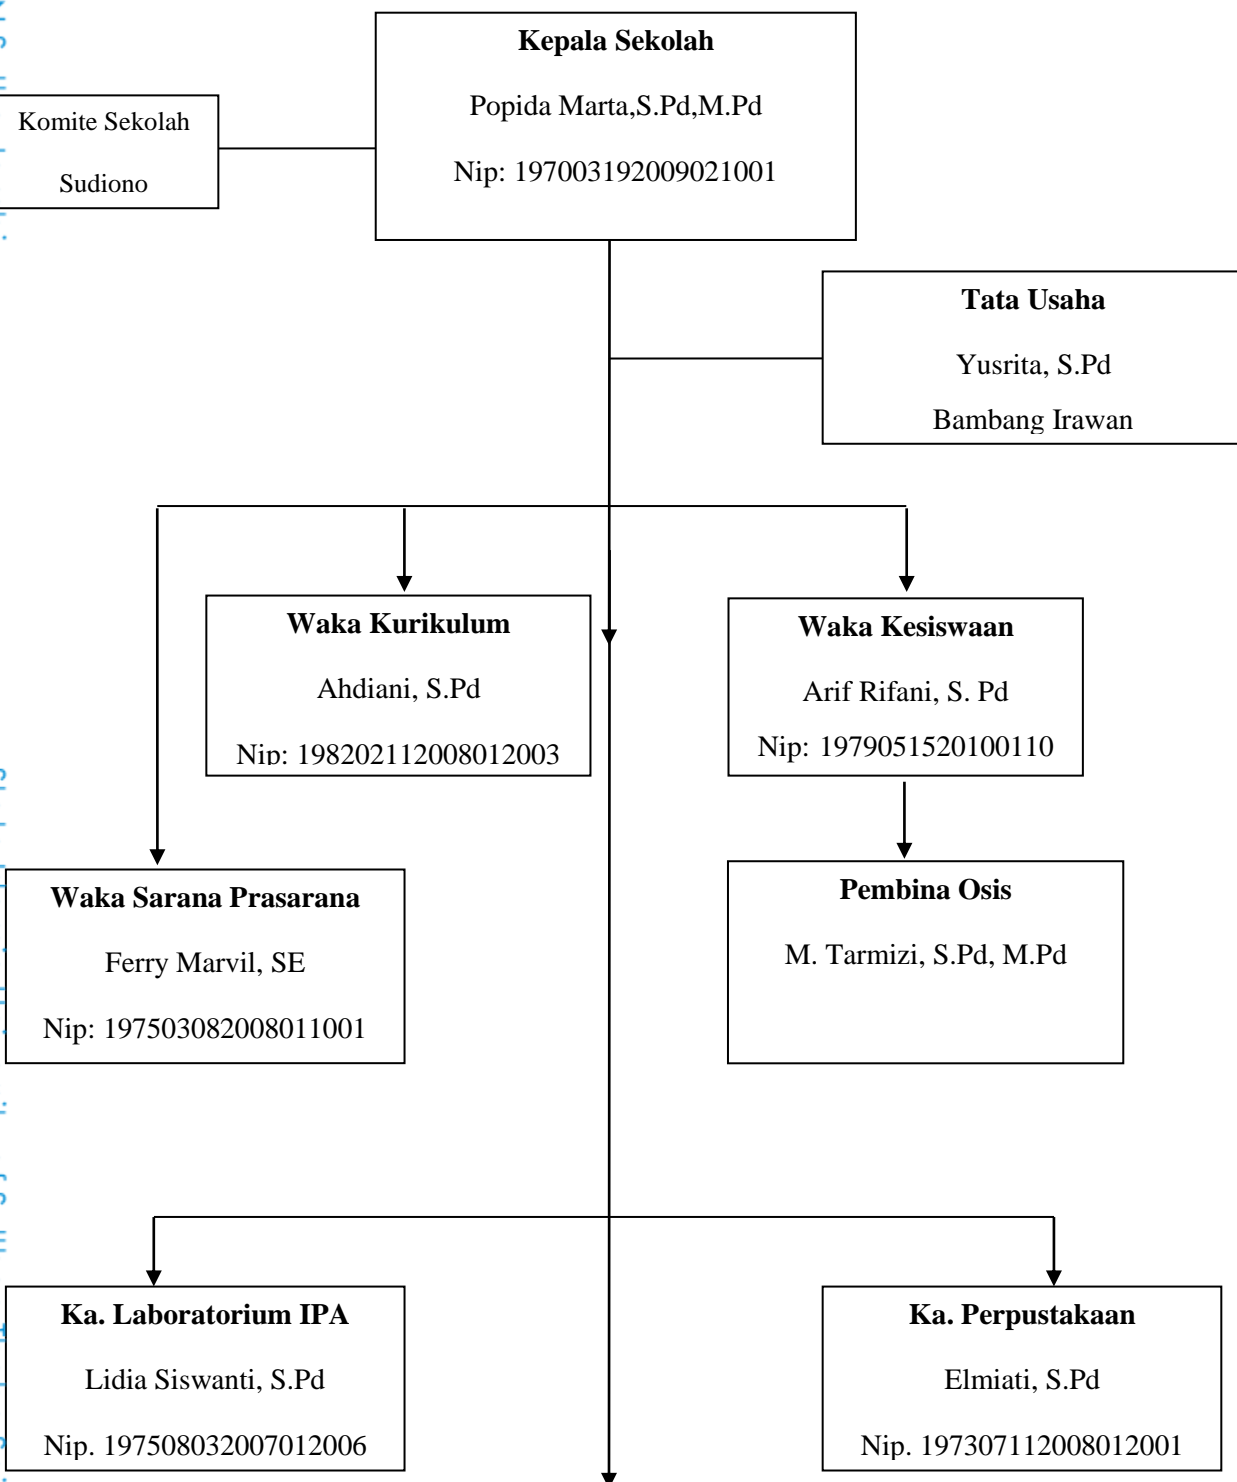 Kepala Sekolah
Popida Marta,S.Pd,M.Pd
Nip: 197003192009021001
Komite Sekolah
Sudiono
Tata Usaha
Yusrita, S.Pd
Bambang Irawan
Waka Kurikulum
Ahdiani, S.Pd
Nip: 198202112008012003
Waka Kesiswaan
Arif Rifani, S. Pd
Nip: 1979051520100110
Waka Sarana Prasarana
Ferry Marvil, SE
Nip: 197503082008011001
Pembina Osis
M. Tarmizi, S.Pd, M.Pd
Ka. Laboratorium IPA
Lidia Siswanti, S.Pd
Nip. 197508032007012006
Ka. Perpustakaan
Elmiati, S.Pd
Nip. 197307112008012001